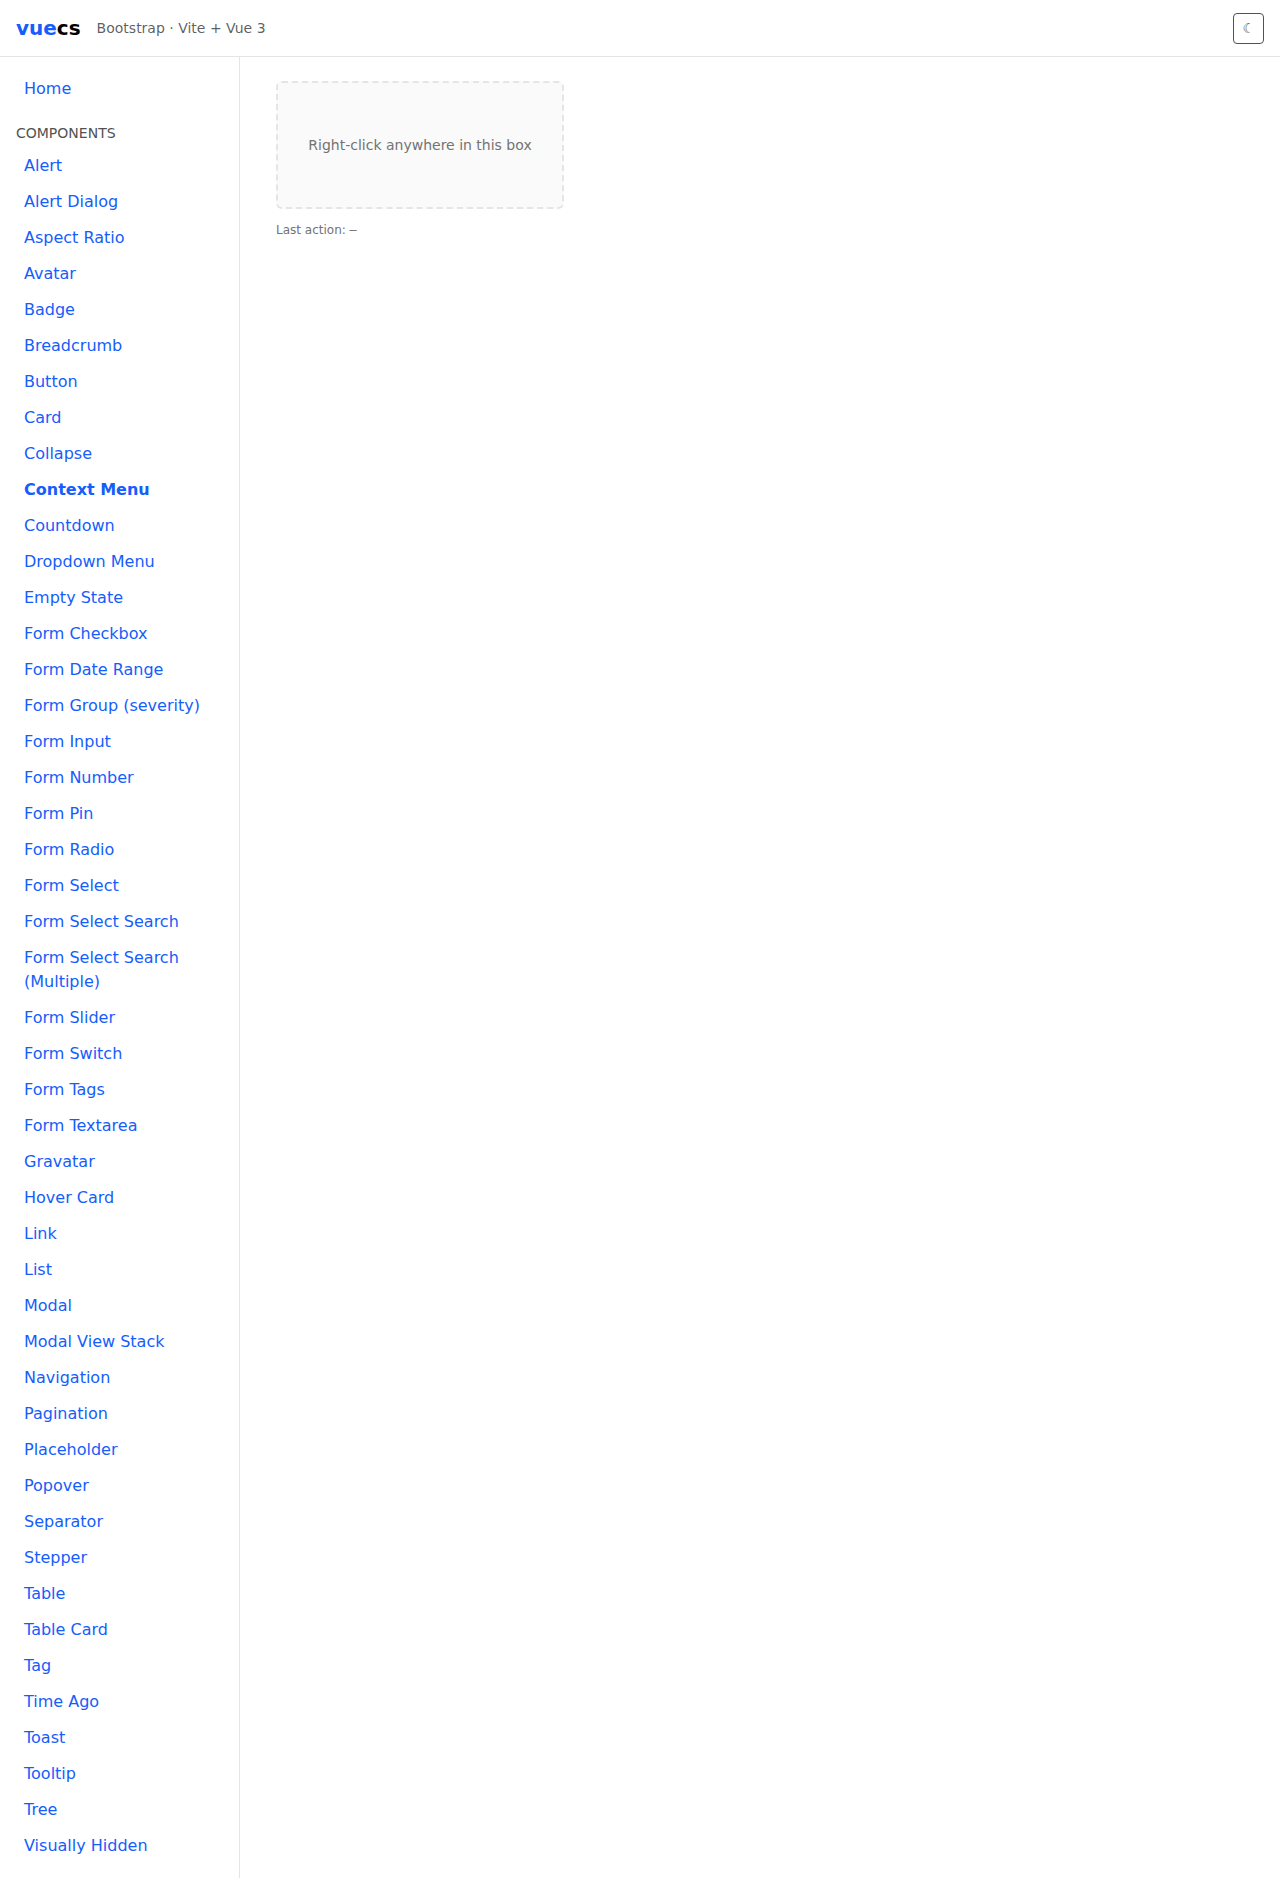 vuecs Bootstrap · Vite + Vue 3 ☾
Home
COMPONENTS
Alert
Alert Dialog
Aspect Ratio
Avatar
Badge
Breadcrumb
Button
Card
Collapse
Context Menu
Countdown
Dropdown Menu
Empty State
Form Checkbox
Form Date Range
Form Group (severity)
Form Input
Form Number
Form Pin
Form Radio
Form Select
Form Select Search
Form Select Search
(Multiple)
Form Slider
Form Switch
Form Tags
Form Textarea
Gravatar
Hover Card
Link
List
Modal
Modal View Stack
Navigation
Pagination
Placeholder
Popover
Separator
Stepper
Table
Table Card
Tag
Time Ago
Toast
Tooltip
Tree
Visually Hidden
Right-click anywhere in this box
Last action: —